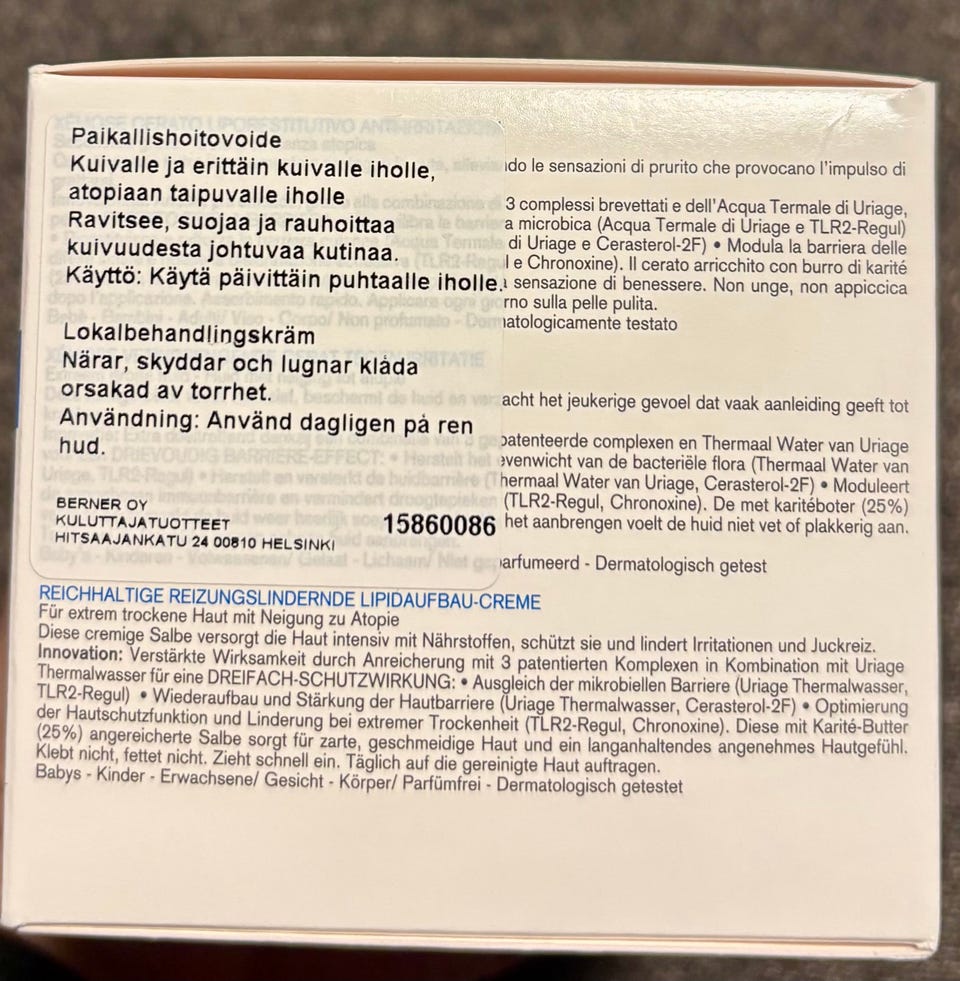 Paikallishoitovoide
Kuivalle ja erittäin kuivalle iholle,
atopiaan taipuvalle iholle
Ravitsee, suojaa ja rauhoittaa
kuivuudesta johtuvaa kutinaa.
Käyttö: Käytä päivittäin puhtaalle iholle.
Lokalbehandlingskräm
Närar, skyddar och lugnar klåda
orsakad av torrhet.
Användning: Använd dagligen på ren
hud.
BERNER OY
KULUTTAJATUOTTEET
HITSAAJANKATU 24 00810 HELSINKI
15860086
le sensazioni di prurito che provocano l'impulso di
3 complessi brevettati e dell'Acqua Termale di Uriage,
a microbica (Acqua Termale di Uriage e TLR2-Regul)
di Uriage e Cerasterol-2F) • Modula la barriera delle
e Chronoxine). Il cerato arricchito con burro di karité
sensazione di benessere. Non unge, non appiccica
sulla pelle pulita.
testato
het jeukerige gevoel dat vaak aanleiding geeft tot
patenteerde complexen en Thermaal Water van Uriage
evenwicht van de bacteriële flora (Thermaal Water van
Thermaal Water van Uriage, Cerasterol-2F) • Moduleert
(TLR2-Regul, Chronoxine). De met karitéboter (25%)
het aanbrengen voelt de huid niet vet of plakkerig aan.
parfumeerd - Dermatologisch getest
REICHHALTIGE REIZUNGSLINDERNDE LIPIDAUFBAU-CREME
Für extrem trockene Haut mit Neigung zu Atopie
Diese cremige Salbe versorgt die Haut intensiv mit Nährstoffen, schützt sie und lindert Irritationen und Juckreiz.
Innovation: Verstärkte Wirksamkeit durch Anreicherung mit 3 patentierten Komplexen in Kombination mit Uriage
Thermalwasser für eine DREIFACH-SCHUTZWIRKUNG: • Ausgleich der mikrobiellen Barriere (Uriage Thermalwasser,
TLR2-Regul) • Wiederaufbau und Stärkung der Hautbarriere (Uriage Thermalwasser, Cerasterol-2F) • Optimierung
der Hautschutzfunktion und Linderung bei extremer Trockenheit (TLR2-Regul, Chronoxine). Diese mit Karité-Butter
(25%) angereicherte Salbe sorgt für zarte, geschmeidige Haut und ein langanhaltendes angenehmes Hautgefühl.
Klebt nicht, fettet nicht. Zieht schnell ein. Täglich auf die gereinigte Haut auftragen.
Babys - Kinder - Erwachsene/ Gesicht - Körper/ Parfümfrei - Dermatologisch getestet